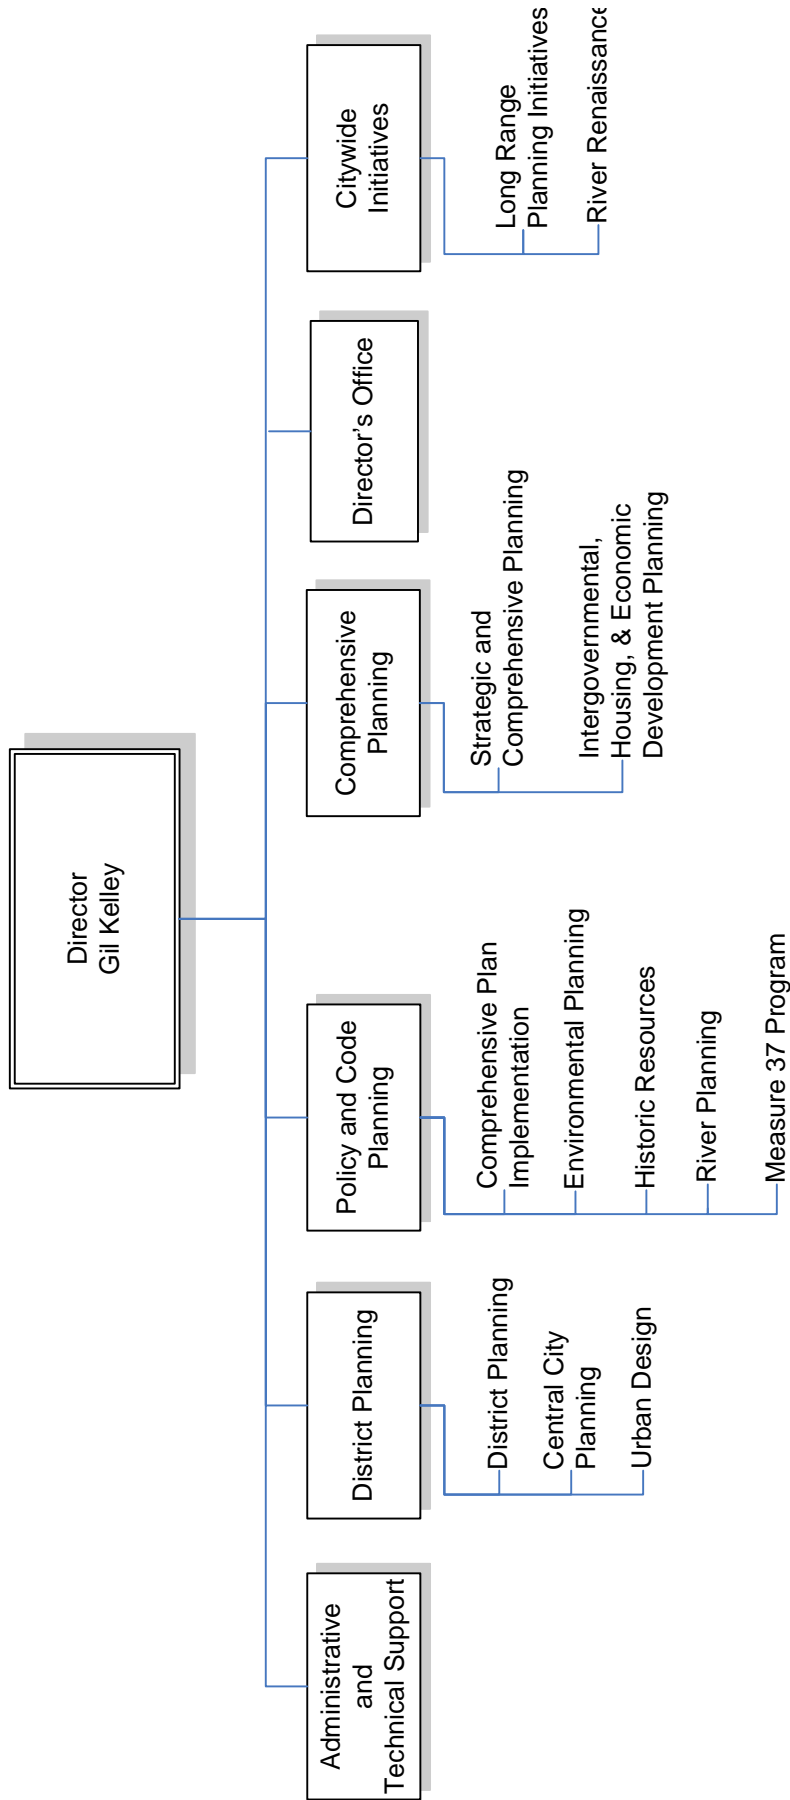 Director
Gil Kelley
Administrative
and
Technical Support
District Planning
District Planning
Central City
Planning
Urban Design
Policy and Code
Planning
Comprehensive Plan
Implementation
Environmental Planning
Historic Resources
River Planning
Measure 37 Program
Comprehensive
Planning
Strategic and
Comprehensive Planning
Intergovernmental,
Housing, & Economic
Development Planning
Director’s Office
Citywide
Initiatives
Long Range
Planning Initiatives
River Renaissance